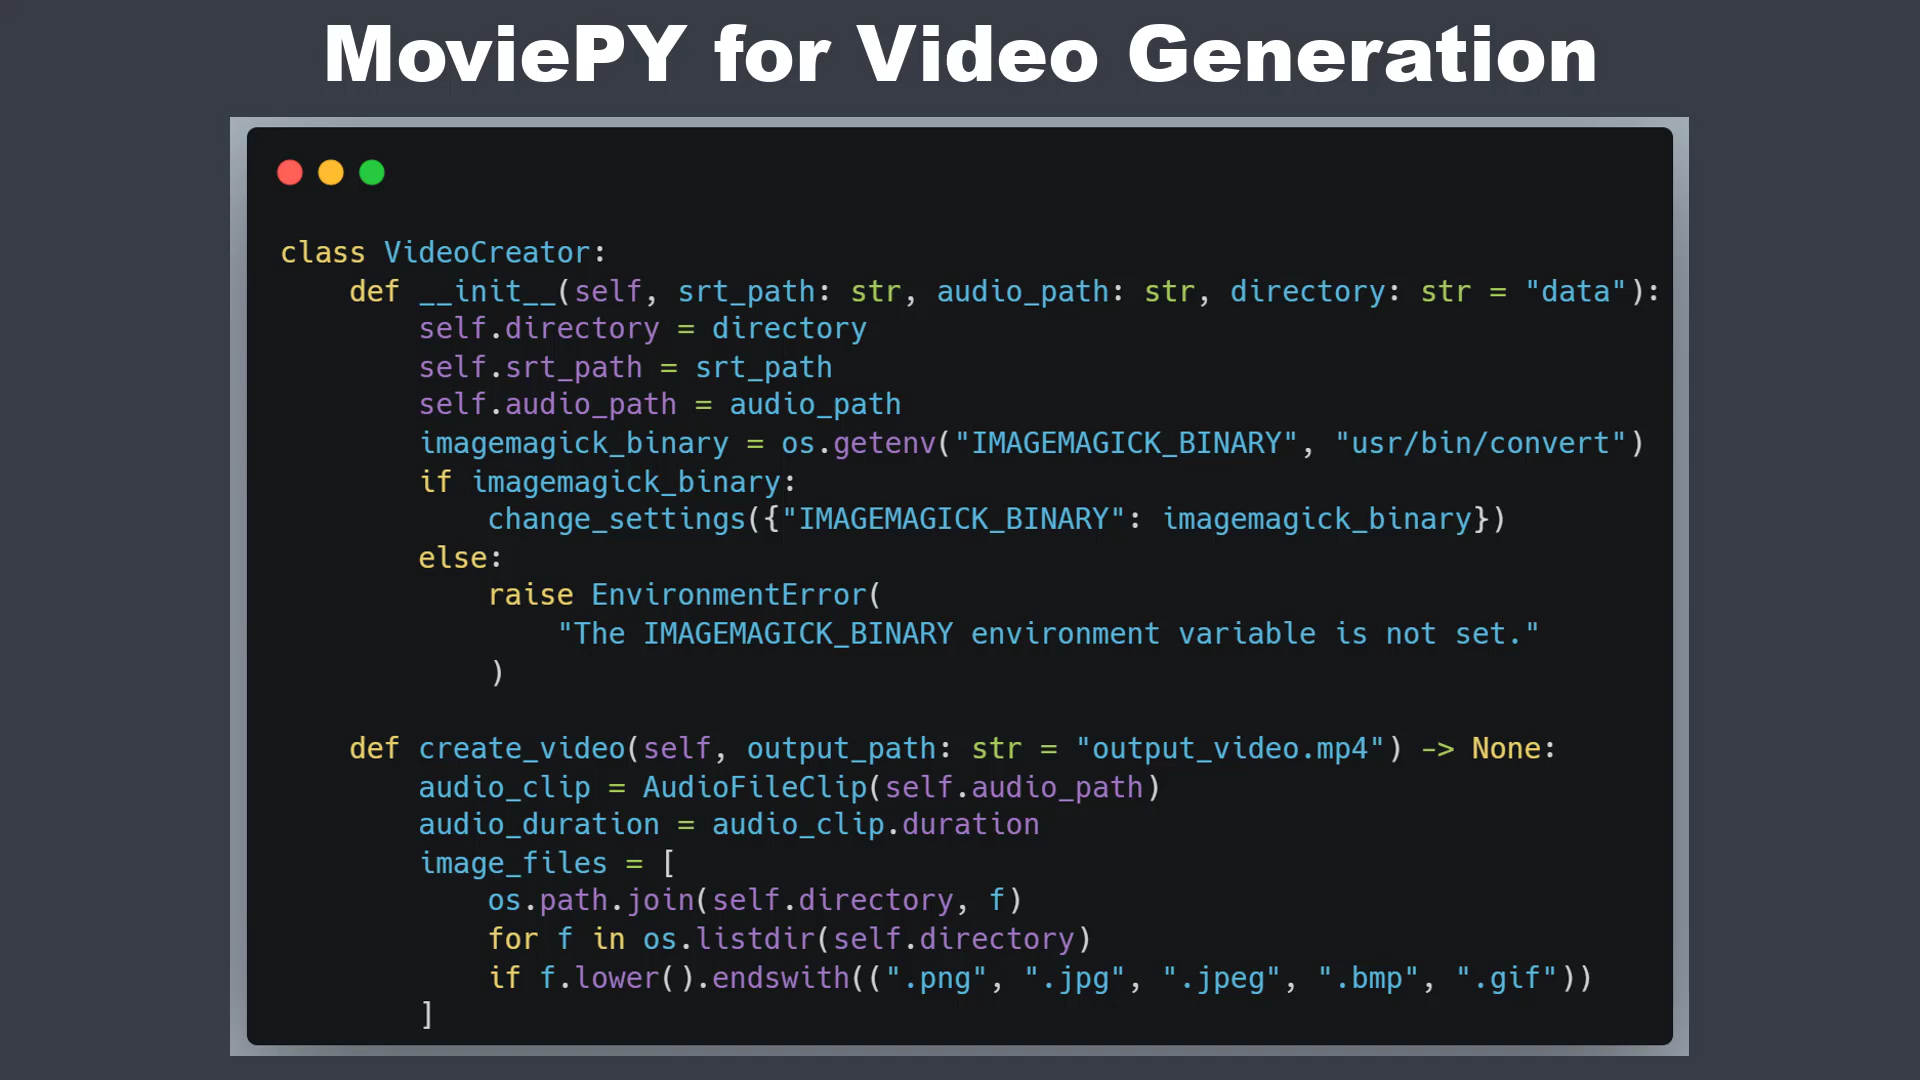 MoviePY for Video Generation
class VideoCreator:
    def __init__(self, srt_path: str, audio_path: str, directory: str = "data"):
        self.directory = directory
        self.srt_path = srt_path
        self.audio_path = audio_path
        imagemagick_binary = os.getenv("IMAGEMAGICK_BINARY", "usr/bin/convert")
        if imagemagick_binary:
            change_settings({"IMAGEMAGICK_BINARY": imagemagick_binary})
        else:
            raise EnvironmentError(
                "The IMAGEMAGICK_BINARY environment variable is not set."
            )
    def create_video(self, output_path: str = "output_video.mp4") -> None:
        audio_clip = AudioFileClip(self.audio_path)
        audio_duration = audio_clip.duration
        image_files = [
            os.path.join(self.directory, f)
            for f in os.listdir(self.directory)
            if f.lower().endswith((".png", ".jpg", ".jpeg", ".bmp", ".gif"))
        ]